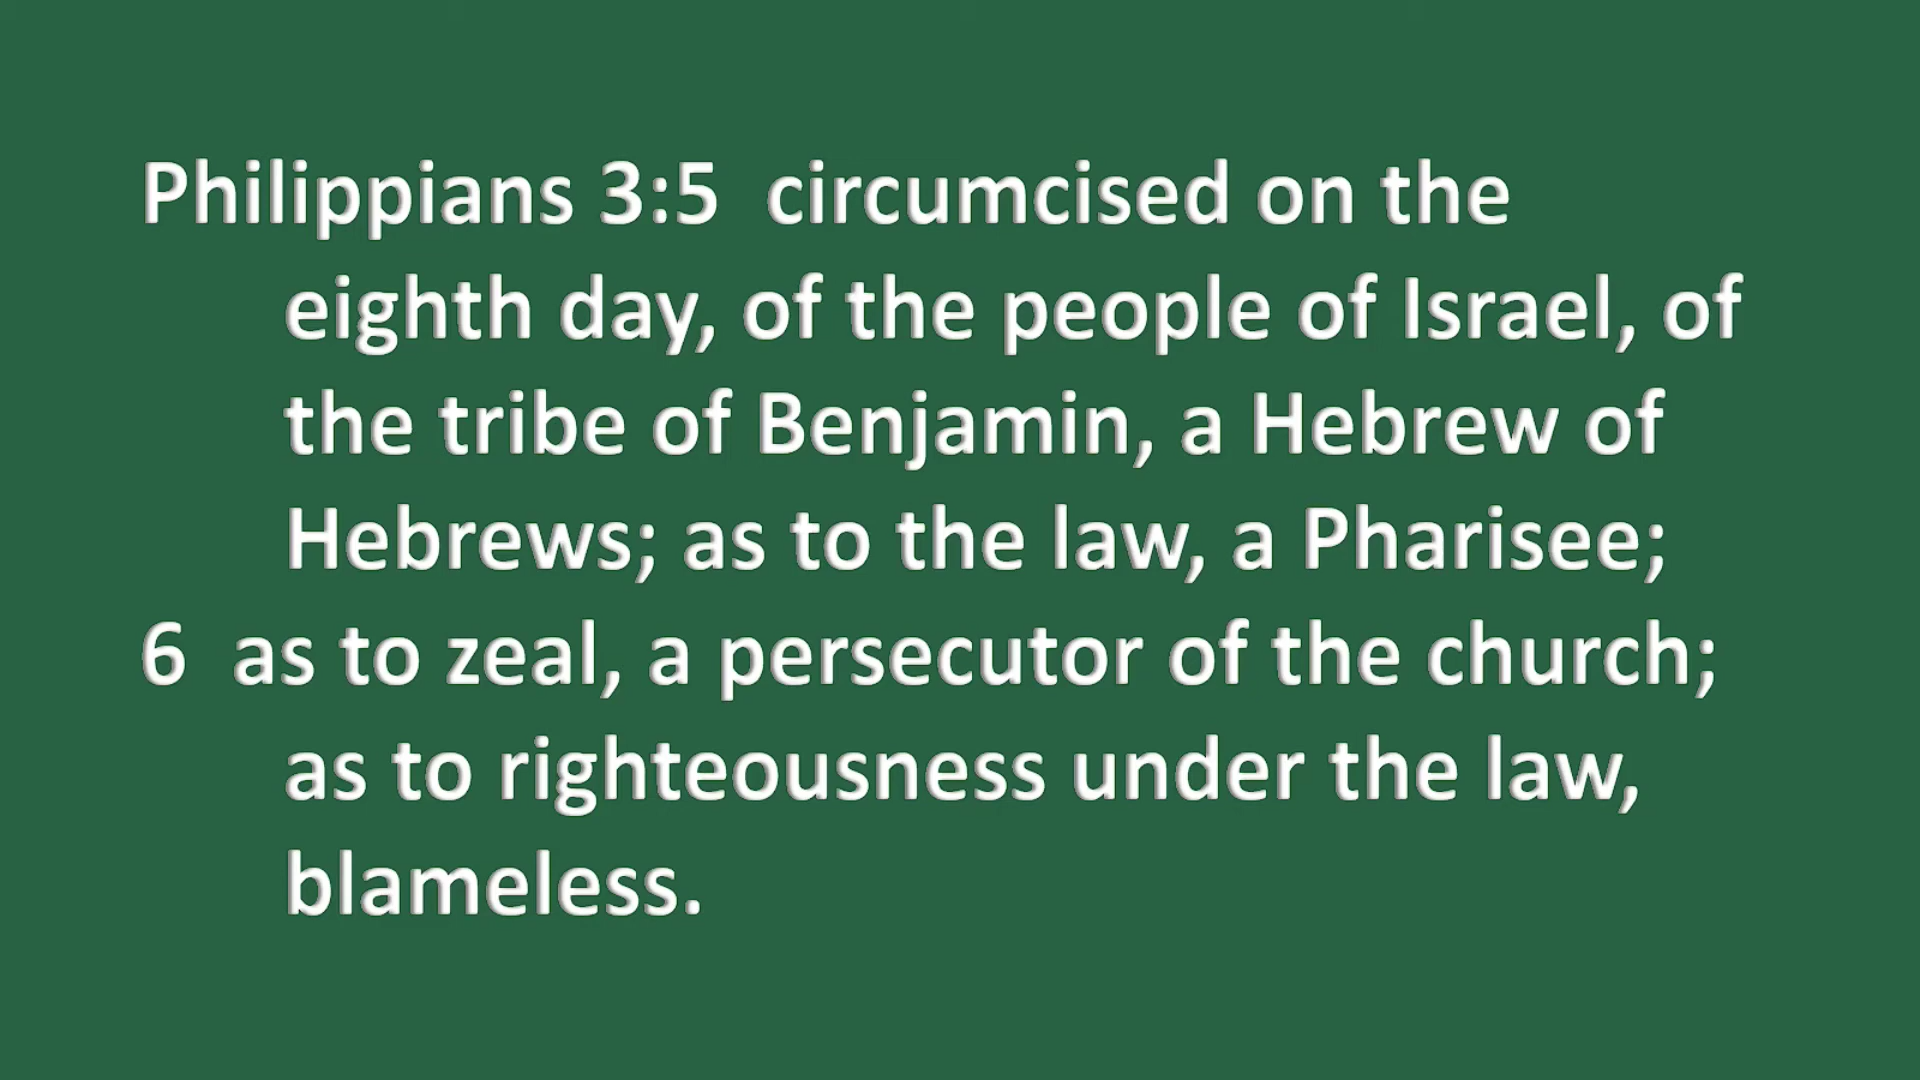 Philippians 3:5  circumcised on the
eighth day, of the people of Israel, of
the tribe of Benjamin, a Hebrew of
Hebrews; as to the law, a Pharisee;
6  as to zeal, a persecutor of the church;
as to righteousness under the law,
blameless.